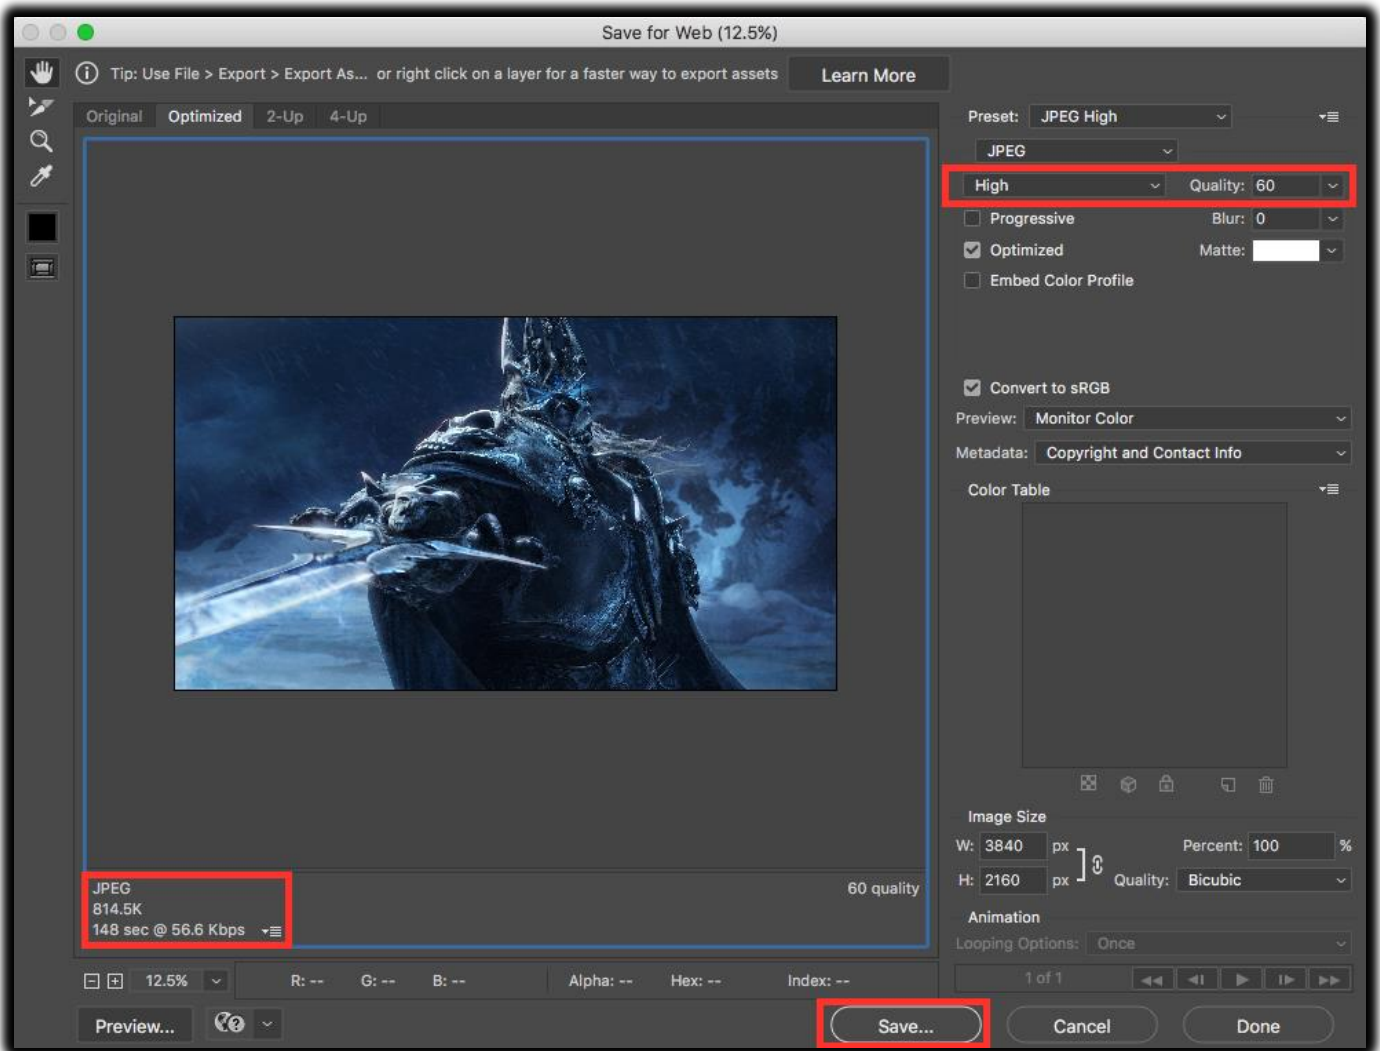 Save for Web (12.5%)
Tip: Use File > Export > Export As... or right click on a layer for a faster way to export assets
Learn More
Original Optimized 2-Up 4-Up
Preset: JPEG High
JPEG
High Quality: 60
Progressive Blur: 0
Optimized Matte:
Embed Color Profile
Convert to sRGB
Preview: Monitor Color
Metadata: Copyright and Contact Info
Color Table
Image Size
W: 3840 px Percent: 100 %
H: 2160 px Quality: Bicubic
JPEG 60 quality
814.5K
148 sec @ 56.6 Kbps
Animation
Looping Options: Once
1 of 1
12.5% R: -- G: -- B: -- Alpha: -- Hex: -- Index: --
Preview... Save... Cancel Done